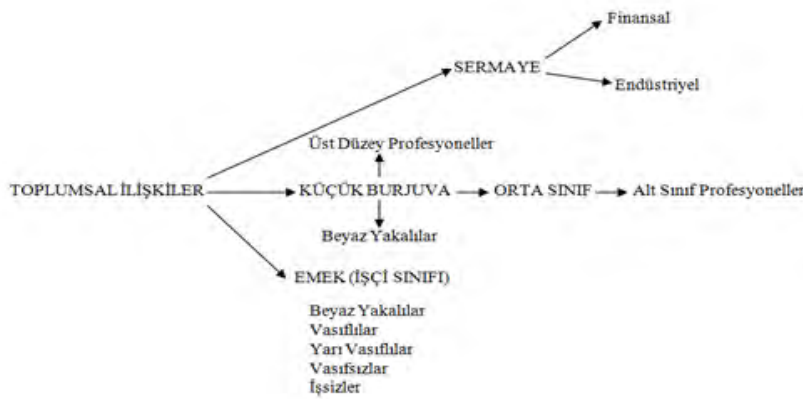 Finansal
SERMAYE
Endüstriyel
Üst Düzey Profesyoneller
TOPLUMSAL İLİŞKİLER KÜÇÜK BURJUVA ORTA SINIF Alt Sınıf Profesyoneller
Beyaz Yakalılar
EMEK (İŞÇİ SINIFI)
Beyaz Yakalılar
Vasıflılar
Yarı Vasıflılar
Vasıfsızlar
İşsizler